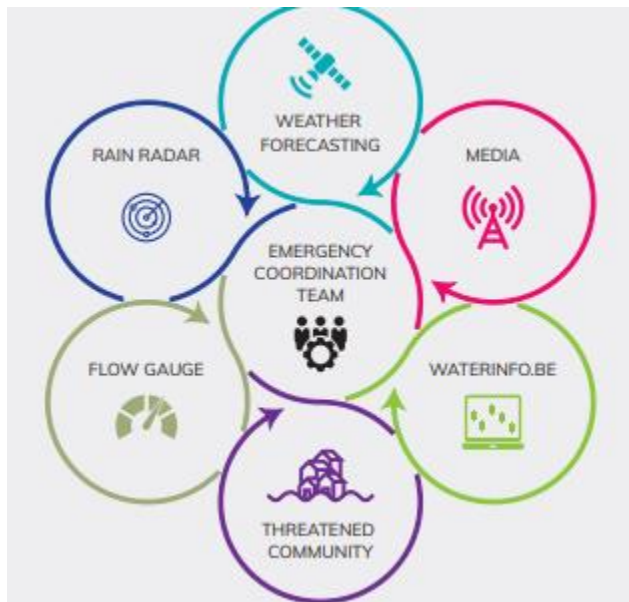 WEATHER
FORECASTING
RAIN RADAR
MEDIA
EMERGENCY
COORDINATION
TEAM
FLOW GAUGE
WATERINFO.BE
THREATENED
COMMUNITY